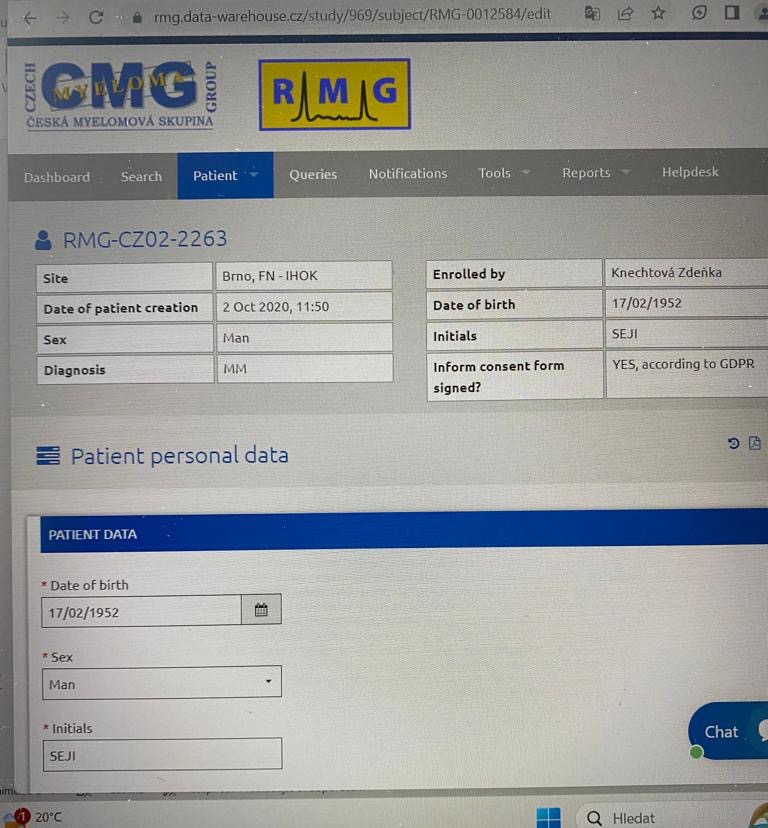 rmg.data-warehouse.cz/study/969/subject/RMG-0012584/edit
CZECH
CMG
MYELOMA
GROUP
ČESKÁ MYELOMOVÁ SKUPINA
RMG
Dashboard Search Patient Queries Notifications Tools Reports Helpdesk
RMG-CZ02-2263
Site Brno, FN - IHOK
Date of patient creation 2 Oct 2020, 11:50
Sex Man
Diagnosis MM
Enrolled by Knechtová Zdeňka
Date of birth 17/02/1952
Initials SEJI
Inform consent form YES, according to GDPR
signed?
Patient personal data
PATIENT DATA
* Date of birth
17/02/1952
* Sex
Man
* Initials
SEJI
Chat
1 20°C
Hledat